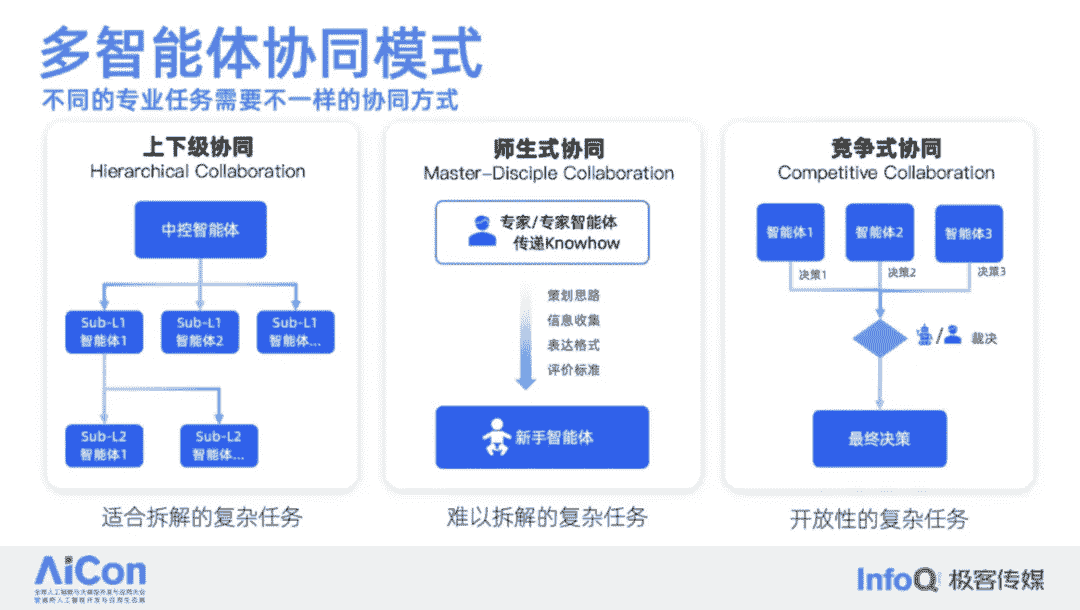 多智能体协同模式
不同的专业任务需要不一样的协同方式
上下级协同
Hierarchical Collaboration
中控智能体
Sub-L1
智能体1
Sub-L1
智能体2
Sub-L1
智能体...
Sub-L2
智能体1
Sub-L2
智能体...
适合拆解的复杂任务
师生式协同
Master-Disciple Collaboration
专家/专家智能体
传递Knowhow
策划思路
信息收集
表达格式
评价标准
新手智能体
难以拆解的复杂任务
竞争式协同
Competitive Collaboration
智能体1
智能体2
智能体3
决策1
决策2
决策3
/
裁决
最终决策
开放性的复杂任务
AiCon
InfoQ 极客传媒